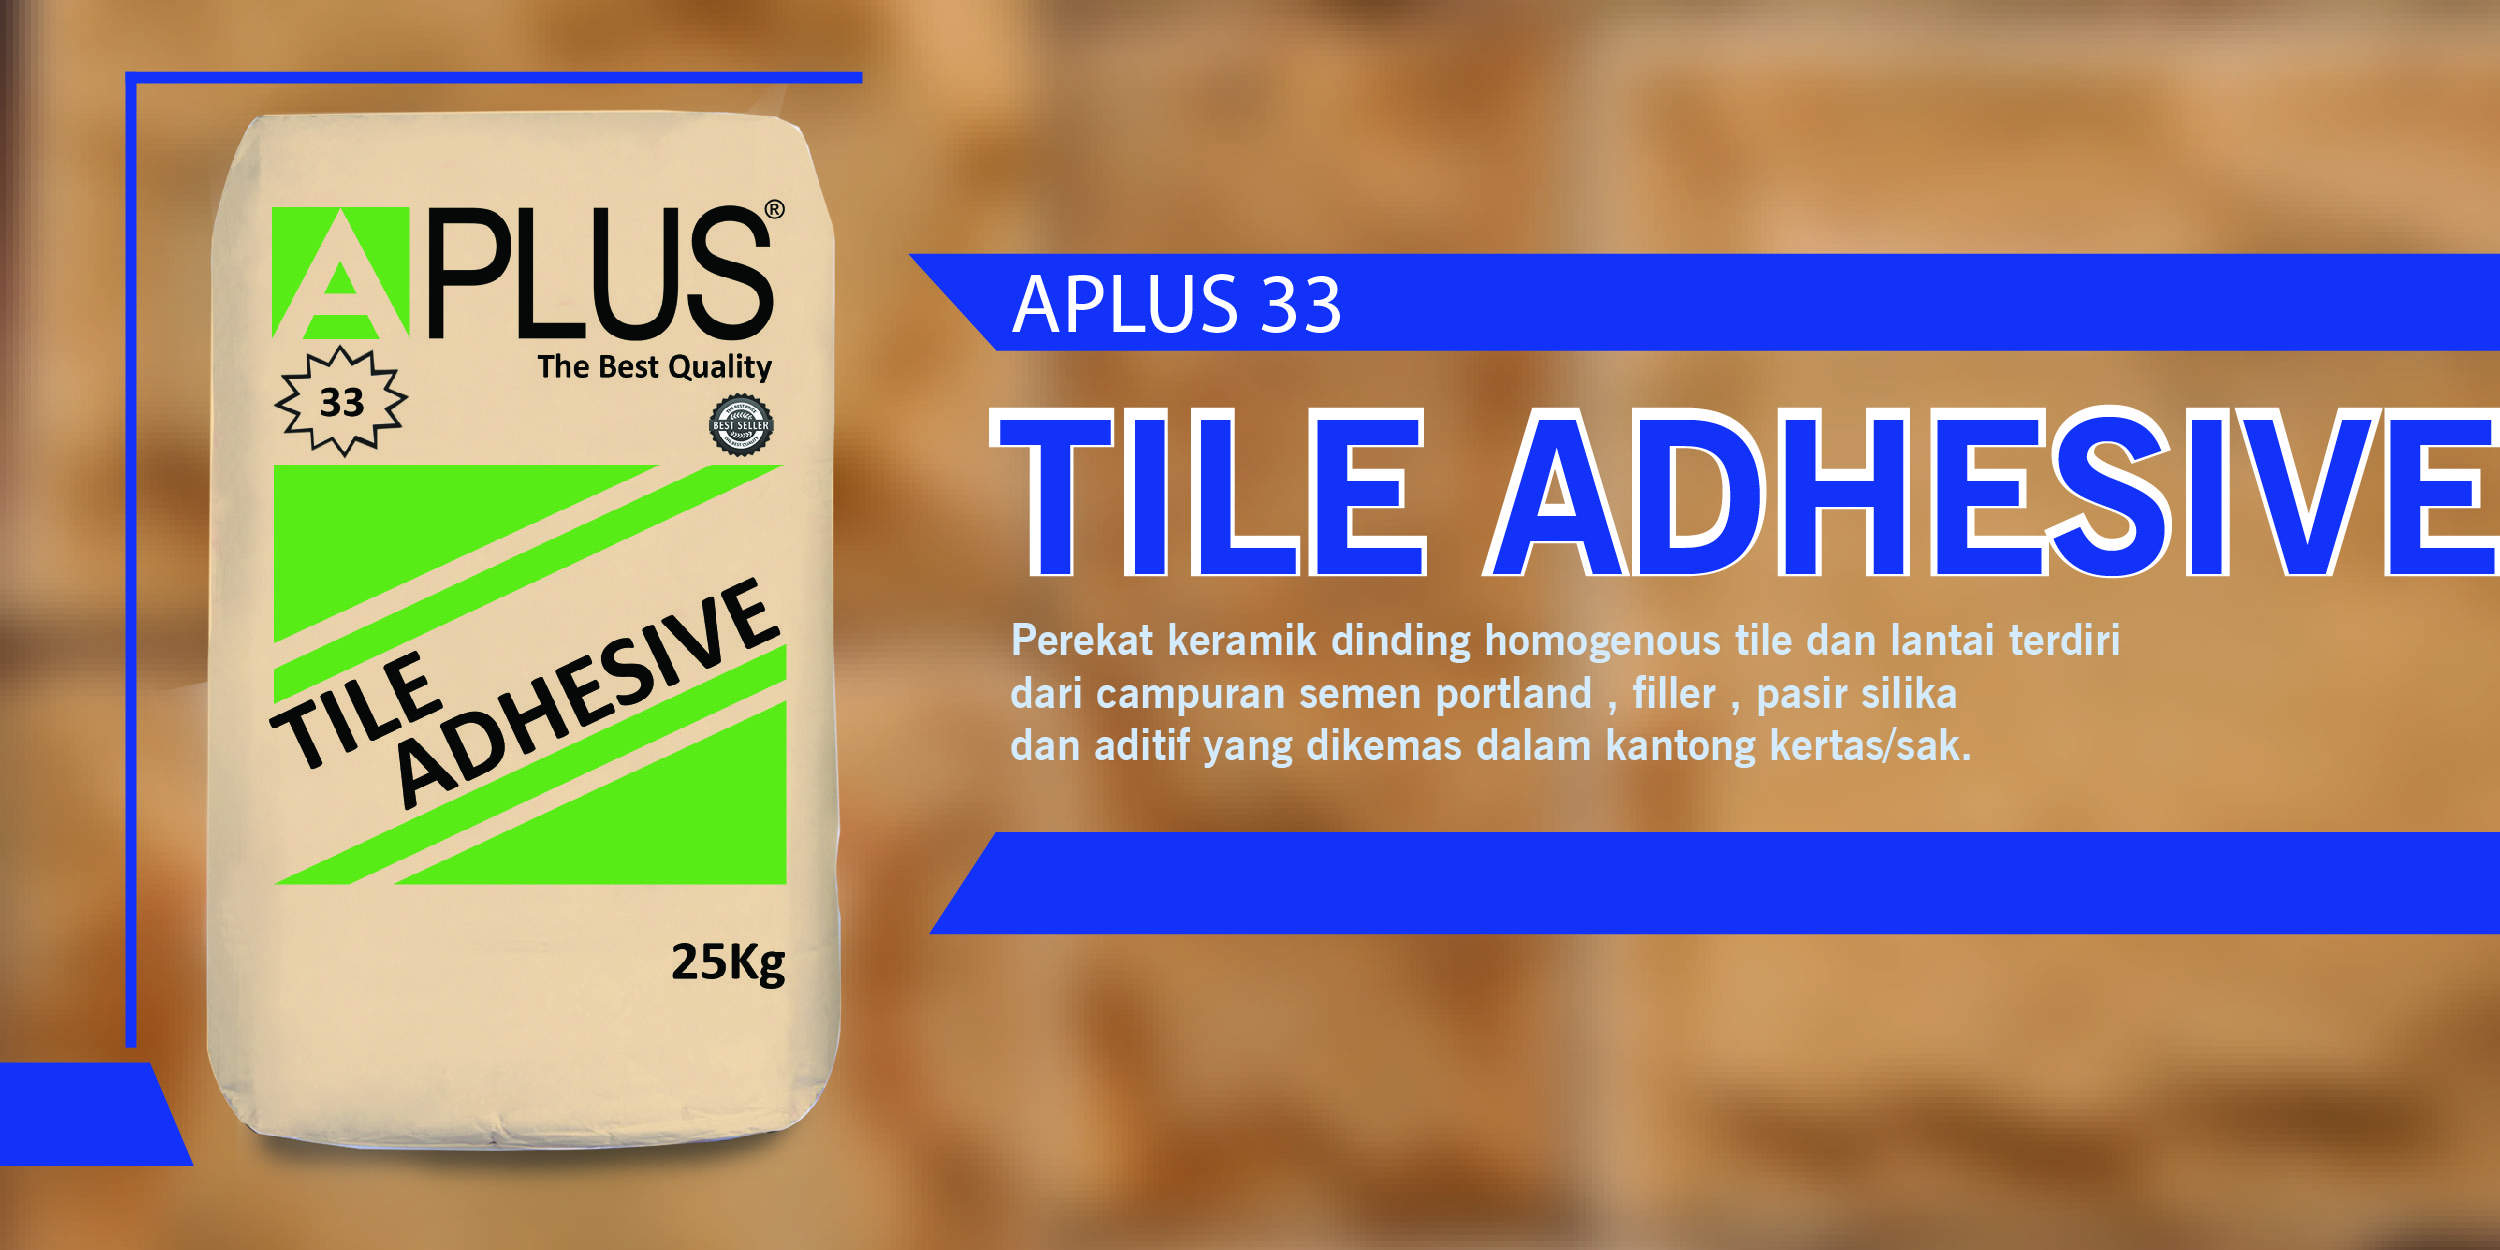 APLUS®
The Best Quality
33
BEST SELLER
TILE
ADHESIVE
25Kg
APLUS 33
TILE ADHESIVE
Perekat keramik dinding homogenous tile dan lantai terdiri
dari campuran semen portland , filler , pasir silika
dan aditif yang dikemas dalam kantong kertas/sak.